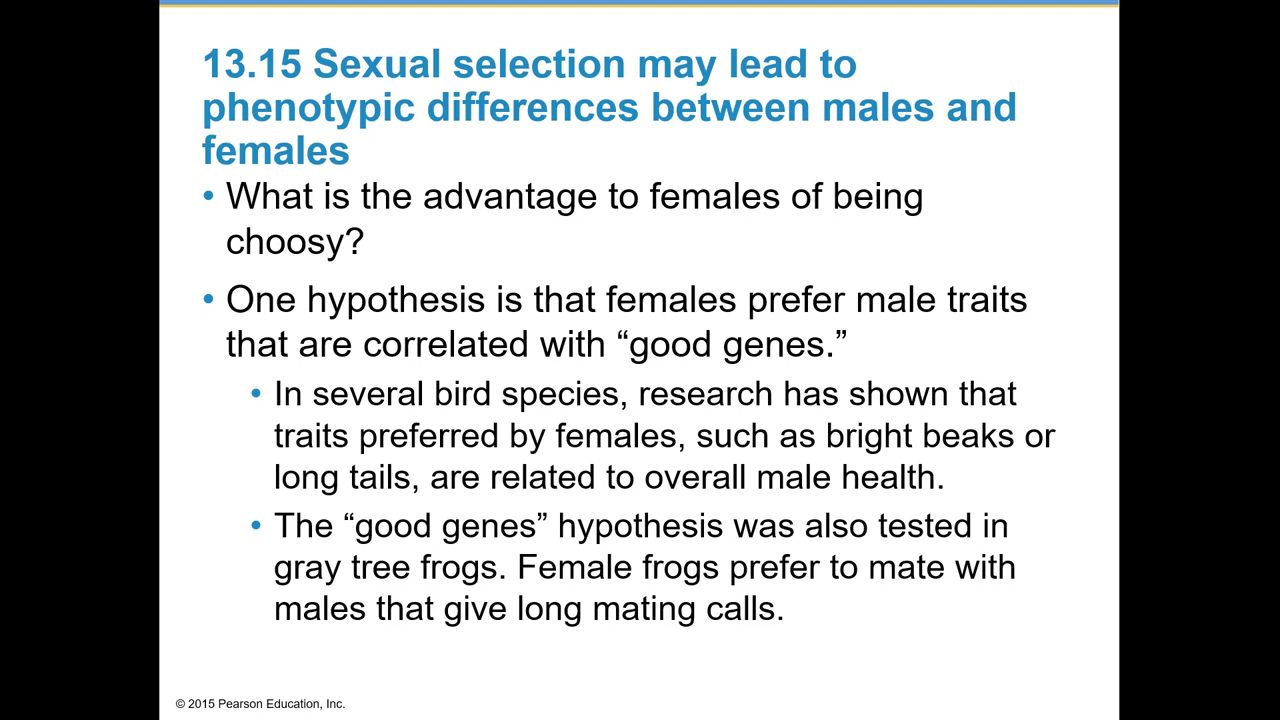 13.15 Sexual selection may lead to
phenotypic differences between males and
females
• What is the advantage to females of being
choosy?
• One hypothesis is that females prefer male traits
that are correlated with “good genes.”
• In several bird species, research has shown that
traits preferred by females, such as bright beaks or
long tails, are related to overall male health.
• The “good genes” hypothesis was also tested in
gray tree frogs. Female frogs prefer to mate with
males that give long mating calls.
© 2015 Pearson Education, Inc.